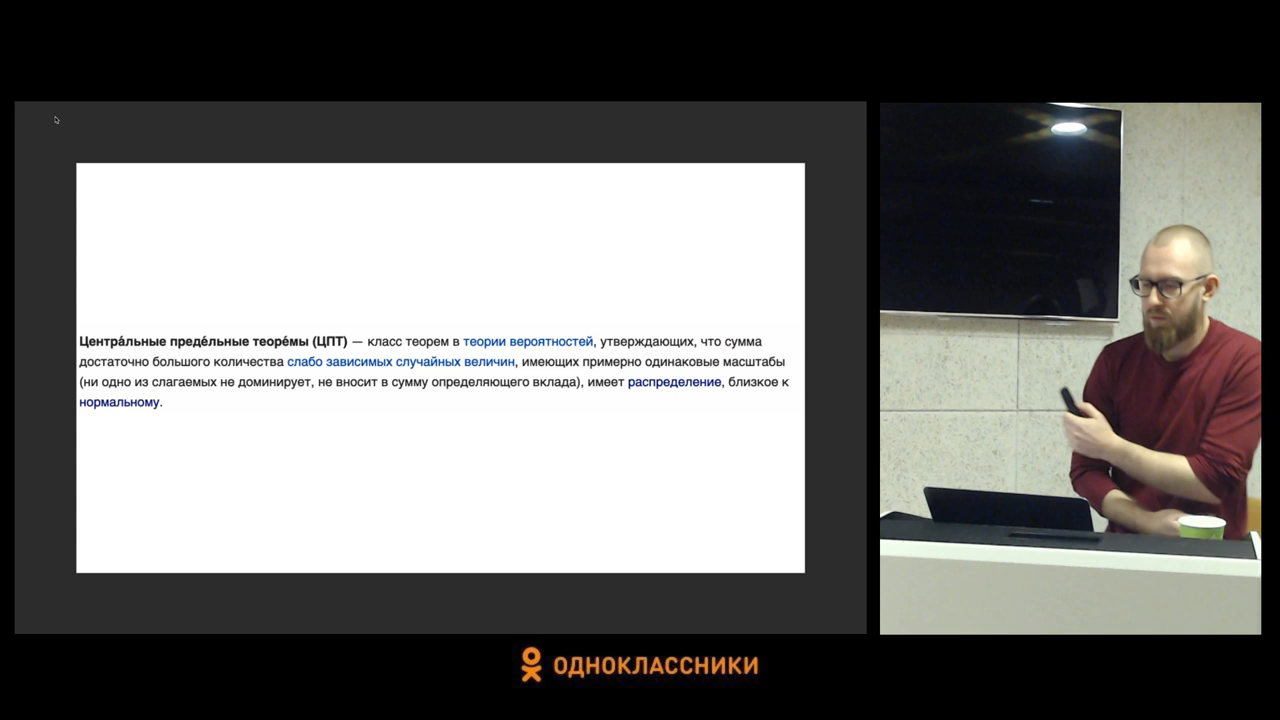 Центра́льные преде́льные теоре́мы (ЦПТ) — класс теорем в теории вероятностей, утверждающих, что сумма
достаточно большого количества слабо зависимых случайных величин, имеющих примерно одинаковые масштабы
(ни одно из слагаемых не доминирует, не вносит в сумму определяющего вклада), имеет распределение, близкое к
нормальному.
ОДНОКЛАССНИКИ